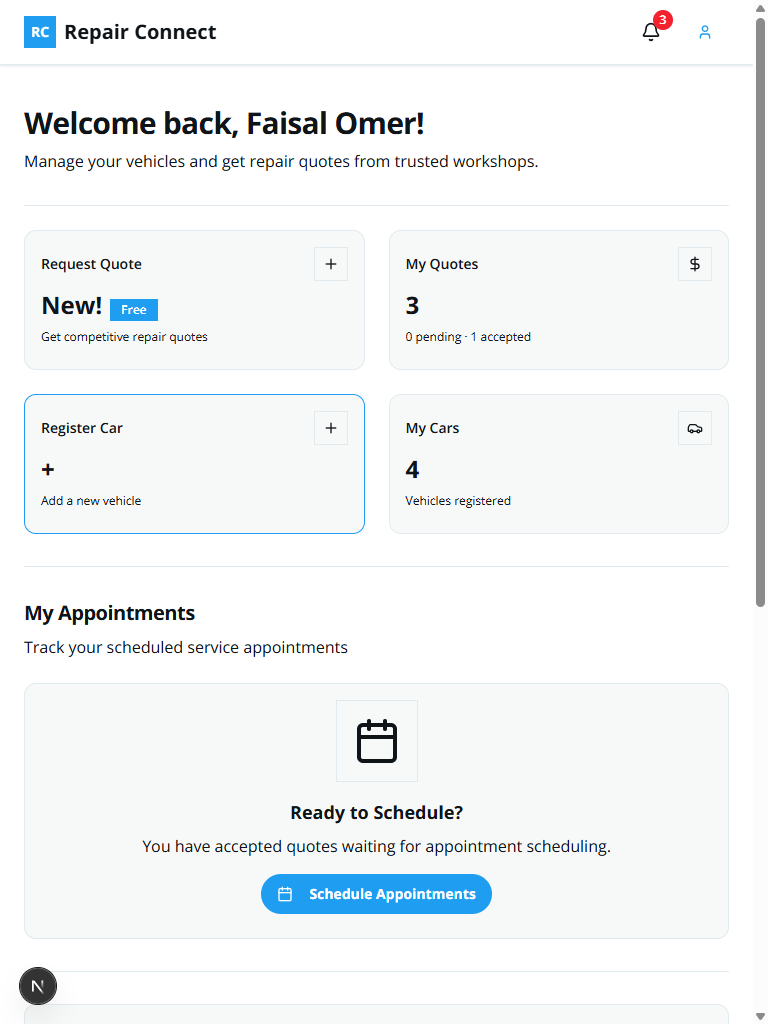 RC Repair Connect
3
Welcome back, Faisal Omer!
Manage your vehicles and get repair quotes from trusted workshops.
Request Quote
New! Free
Get competitive repair quotes
My Quotes
3
0 pending · 1 accepted
Register Car
+
Add a new vehicle
My Cars
4
Vehicles registered
My Appointments
Track your scheduled service appointments
Ready to Schedule?
You have accepted quotes waiting for appointment scheduling.
Schedule Appointments
N